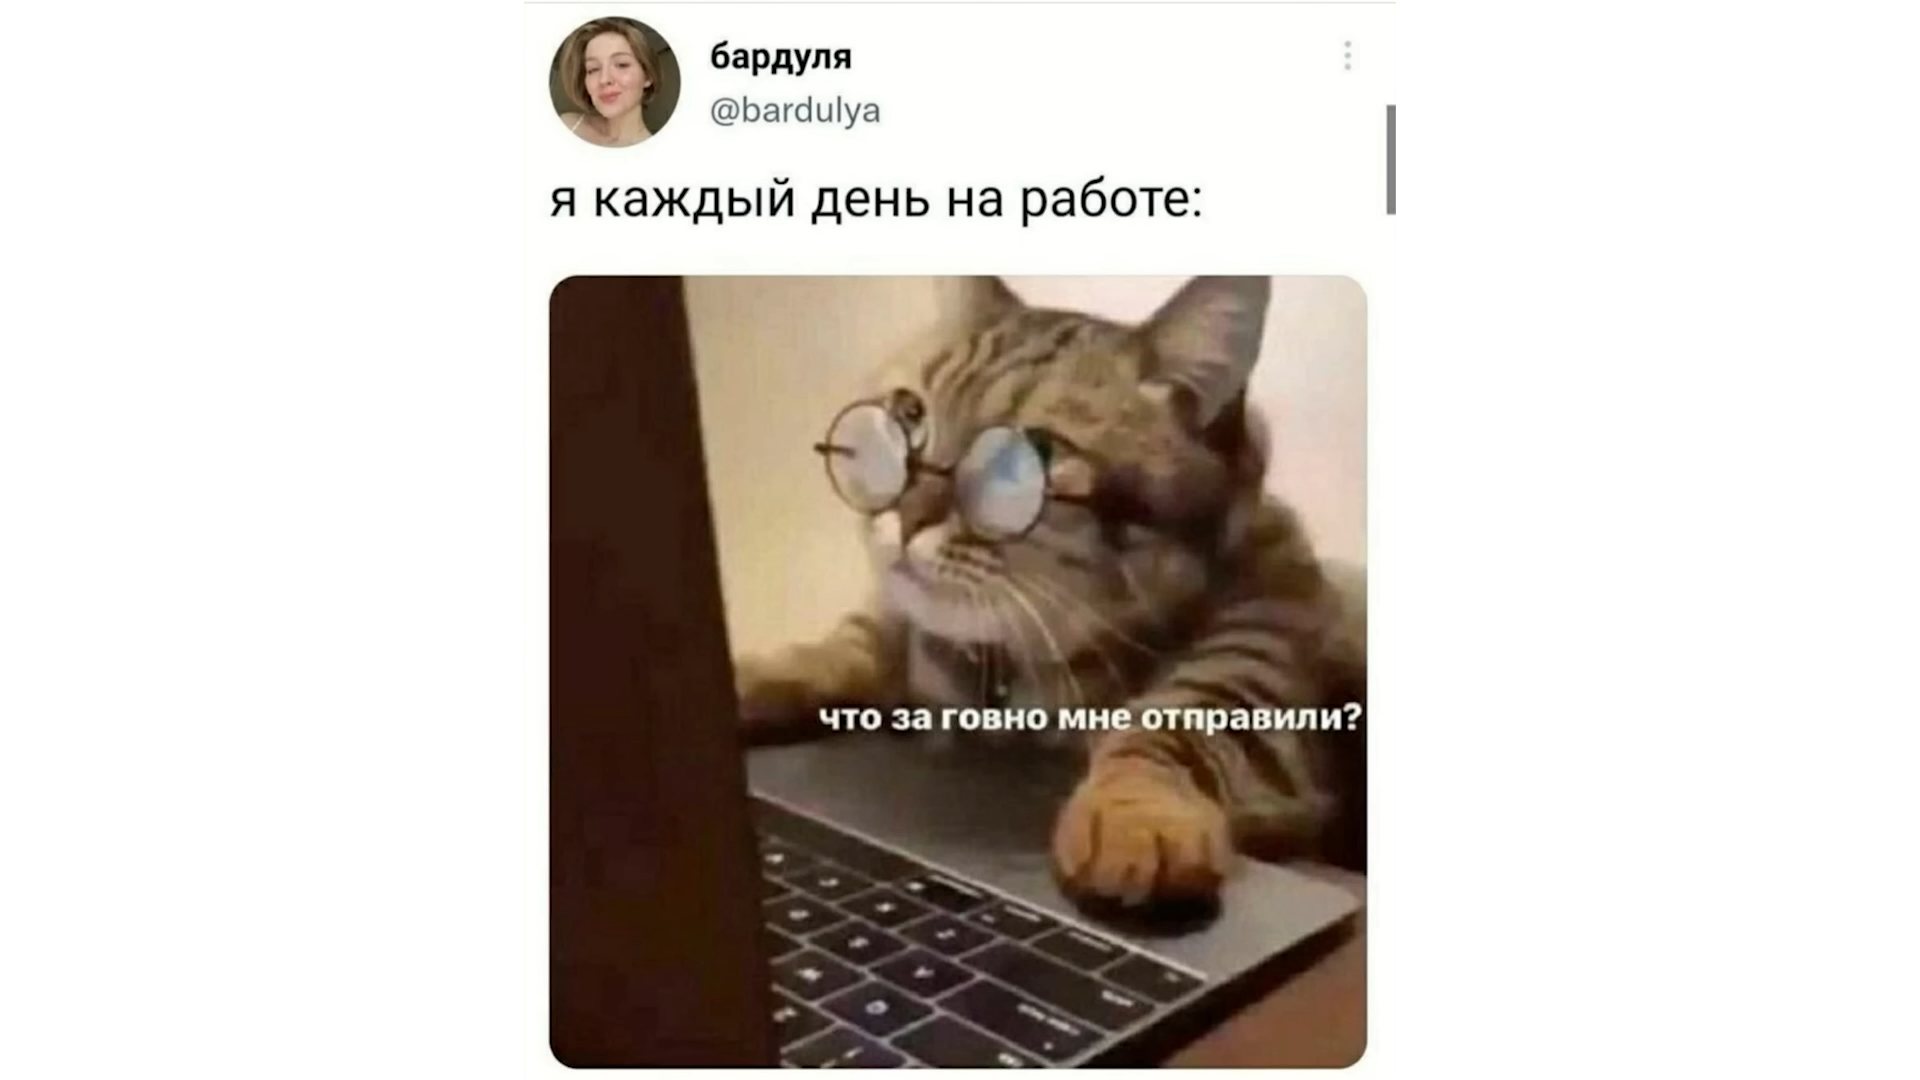 бардуля
@bardulya
я каждый день на работе:
что за говно мне отправили?